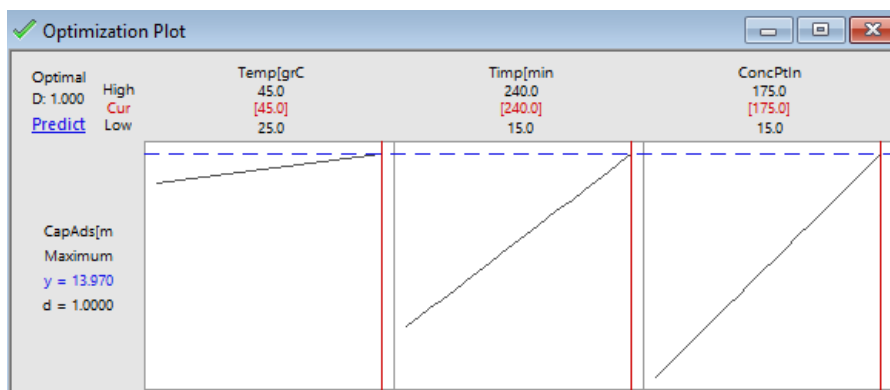 Optimization Plot
Optimal
D: 1.000
Predict
High
Cur
Low
Temp[grC
45.0
[45.0]
25.0
Timp[min
240.0
[240.0]
15.0
ConcPtIn
175.0
[175.0]
15.0
CapAds[m
Maximum
y = 13.970
d = 1.0000